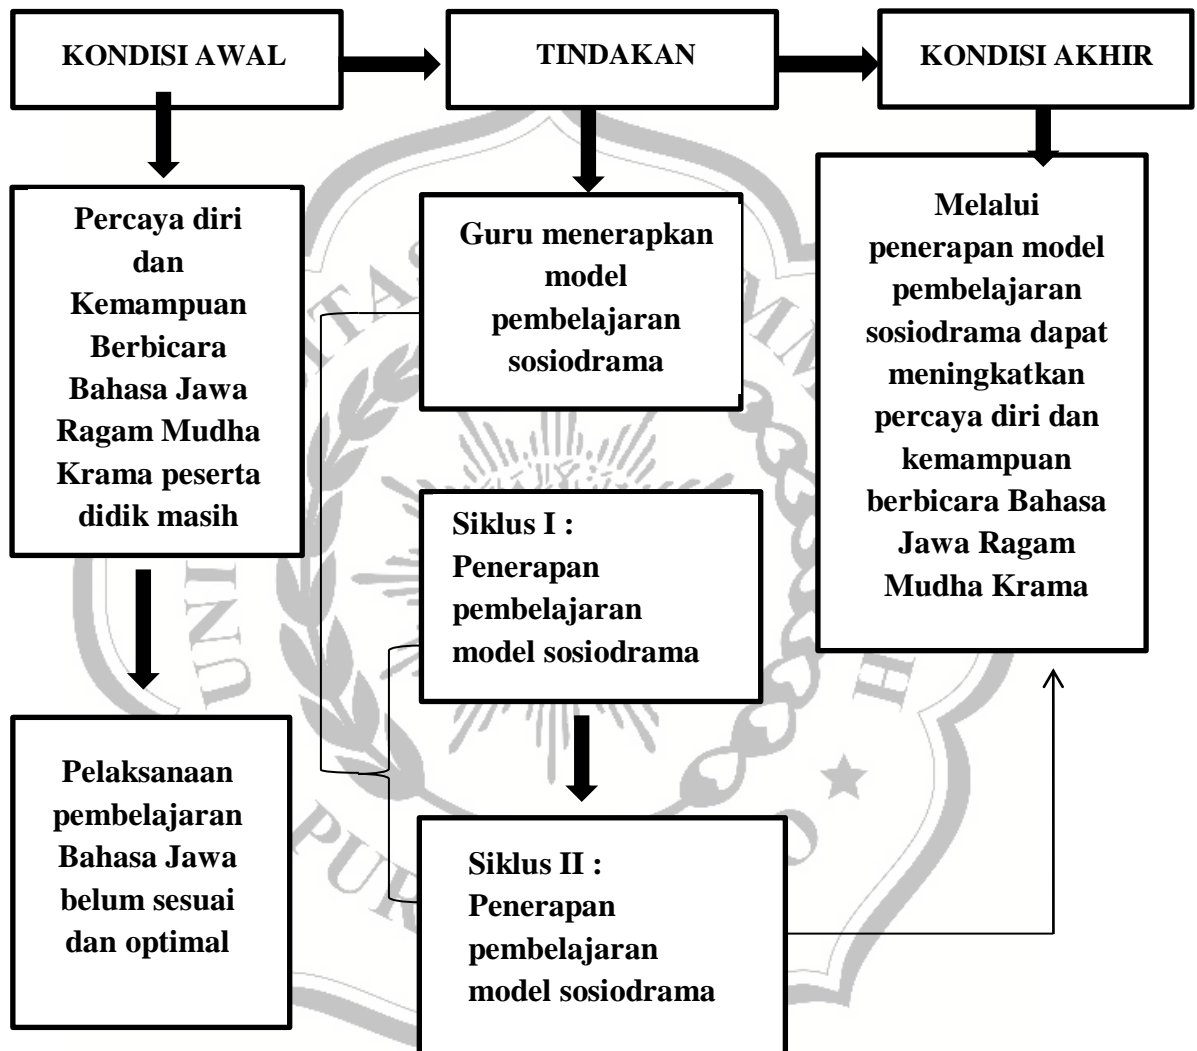 KONDISI AWAL
TINDAKAN
KONDISI AKHIR
Percaya diri
dan
Kemampuan
Berbicara
Bahasa Jawa
Ragam Mudha
Krama peserta
didik masih
Pelaksanaan
pembelajaran
Bahasa Jawa
belum sesuai
dan optimal
Guru menerapkan
model
pembelajaran
sosiodrama
Siklus I :
Penerapan
pembelajaran
model sosiodrama
Siklus II :
Penerapan
pembelajaran
model sosiodrama
Melalui
penerapan model
pembelajaran
sosiodrama dapat
meningkatkan
percaya diri dan
kemampuan
berbicara Bahasa
Jawa Ragam
Mudha Krama